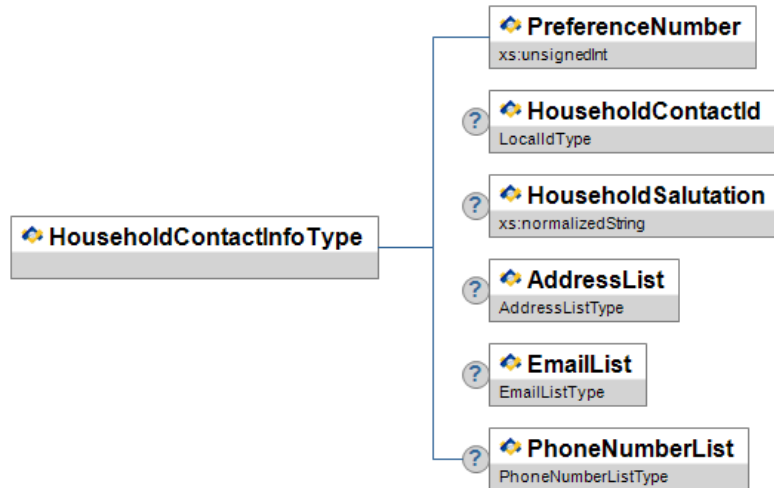 PreferenceNumber
xs:unsignedInt
?
HouseholdContactId
LocalIdType
?
HouseholdSalutation
xs:normalizedString
HouseholdContactInfoType
?
AddressList
AddressListType
?
EmailList
EmailListType
?
PhoneNumberList
PhoneNumberListType